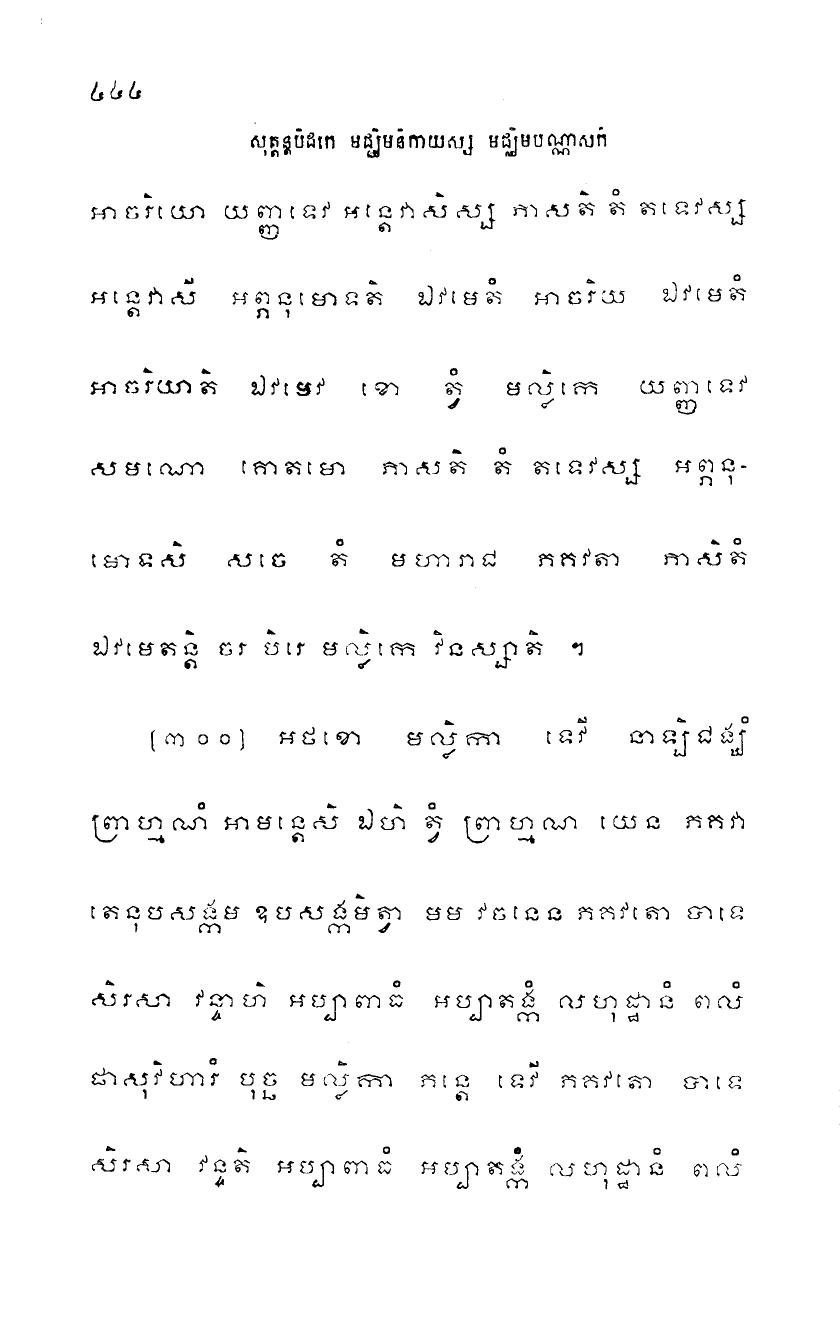 ៤៤៤
សុត្តន្តបិដកេ មជ្ឈិមនិកាយស្ស មជ្ឈិមបណ្ណាសកំ
អាចរិយោ យញ្ញទេវ អន្តេវាសិស្ស ភាសតិ តំ តទេវស្ស
អន្តេវាសី អព្ភនុមោទតិ ឯវមេតំ អាចរិយ ឯវមេតំ
អាចរិយាតិ ឯវមេវ ខោ ត្វំ មល្លិកេ យញ្ញទេវ
សមណោ គោតមោ ភាសតិ តំ តទេវស្ស អព្ភនុ-
មោទសិ សចេ តំ មហារាជ ភគវតា ភាសិតំ
ឯវមេតន្តិ ចរ បិរេ មល្លិកេ វិនស្សាតិ ។
(៣០០) អថខោ មល្លិកា ទេវី នាឡិជង្ឃំ
ព្រាហ្មណំ អាមន្តេសិ ឯហិ ត្វំ ព្រាហ្មណ យេន ភគវា
តេនុបសង្កម ឧបសង្កមិត្វា មម វចនេន ភគវតោ បាទេ
សិរសា វន្ទាហិ អប្បាពាធំ អប្បាតង្កំ លហុដ្ឋានំ ពលំ
ផាសុវិហារំ បុច្ឆ មល្លិកា ភន្តេ ទេវី ភគវតោ បាទេ
សិរសា វន្ទតិ អប្បាពាធំ អប្បាតង្កំ លហុដ្ឋានំ ពលំ